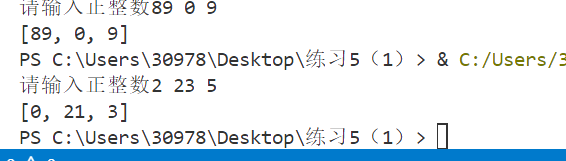 请输入正整数89 0 9
[89, 0, 9]
PS C:\Users\30978\Desktop\练习5（1）> & C:/Users/3
请输入正整数2 23 5
[0, 21, 3]
PS C:\Users\30978\Desktop\练习5（1）>